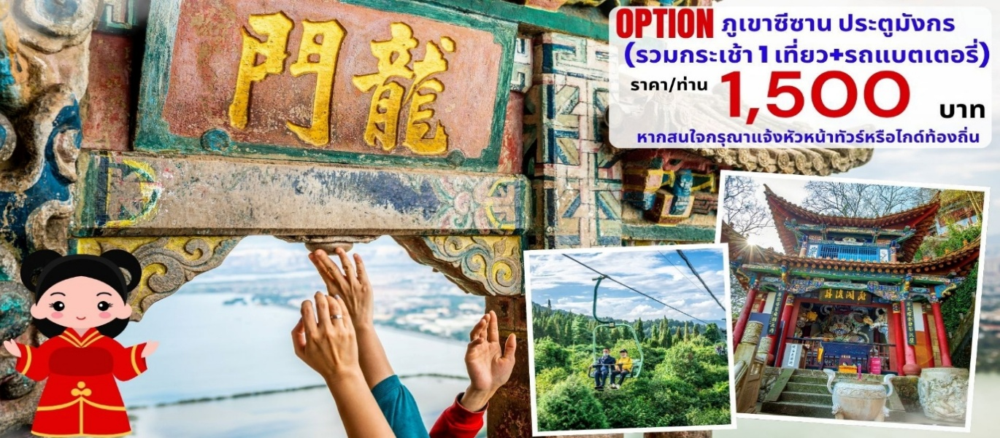 門龍
OPTION ภูเขาซีซาน ประตูมังกร
(รวมกระเช้า 1 เที่ยว+รถแบตเตอรี่)
ราคา/ท่าน 1,500 บาท
หากสนใจกรุณาแจ้งหัวหน้าทัวร์หรือไกด์ท้องถิ่น